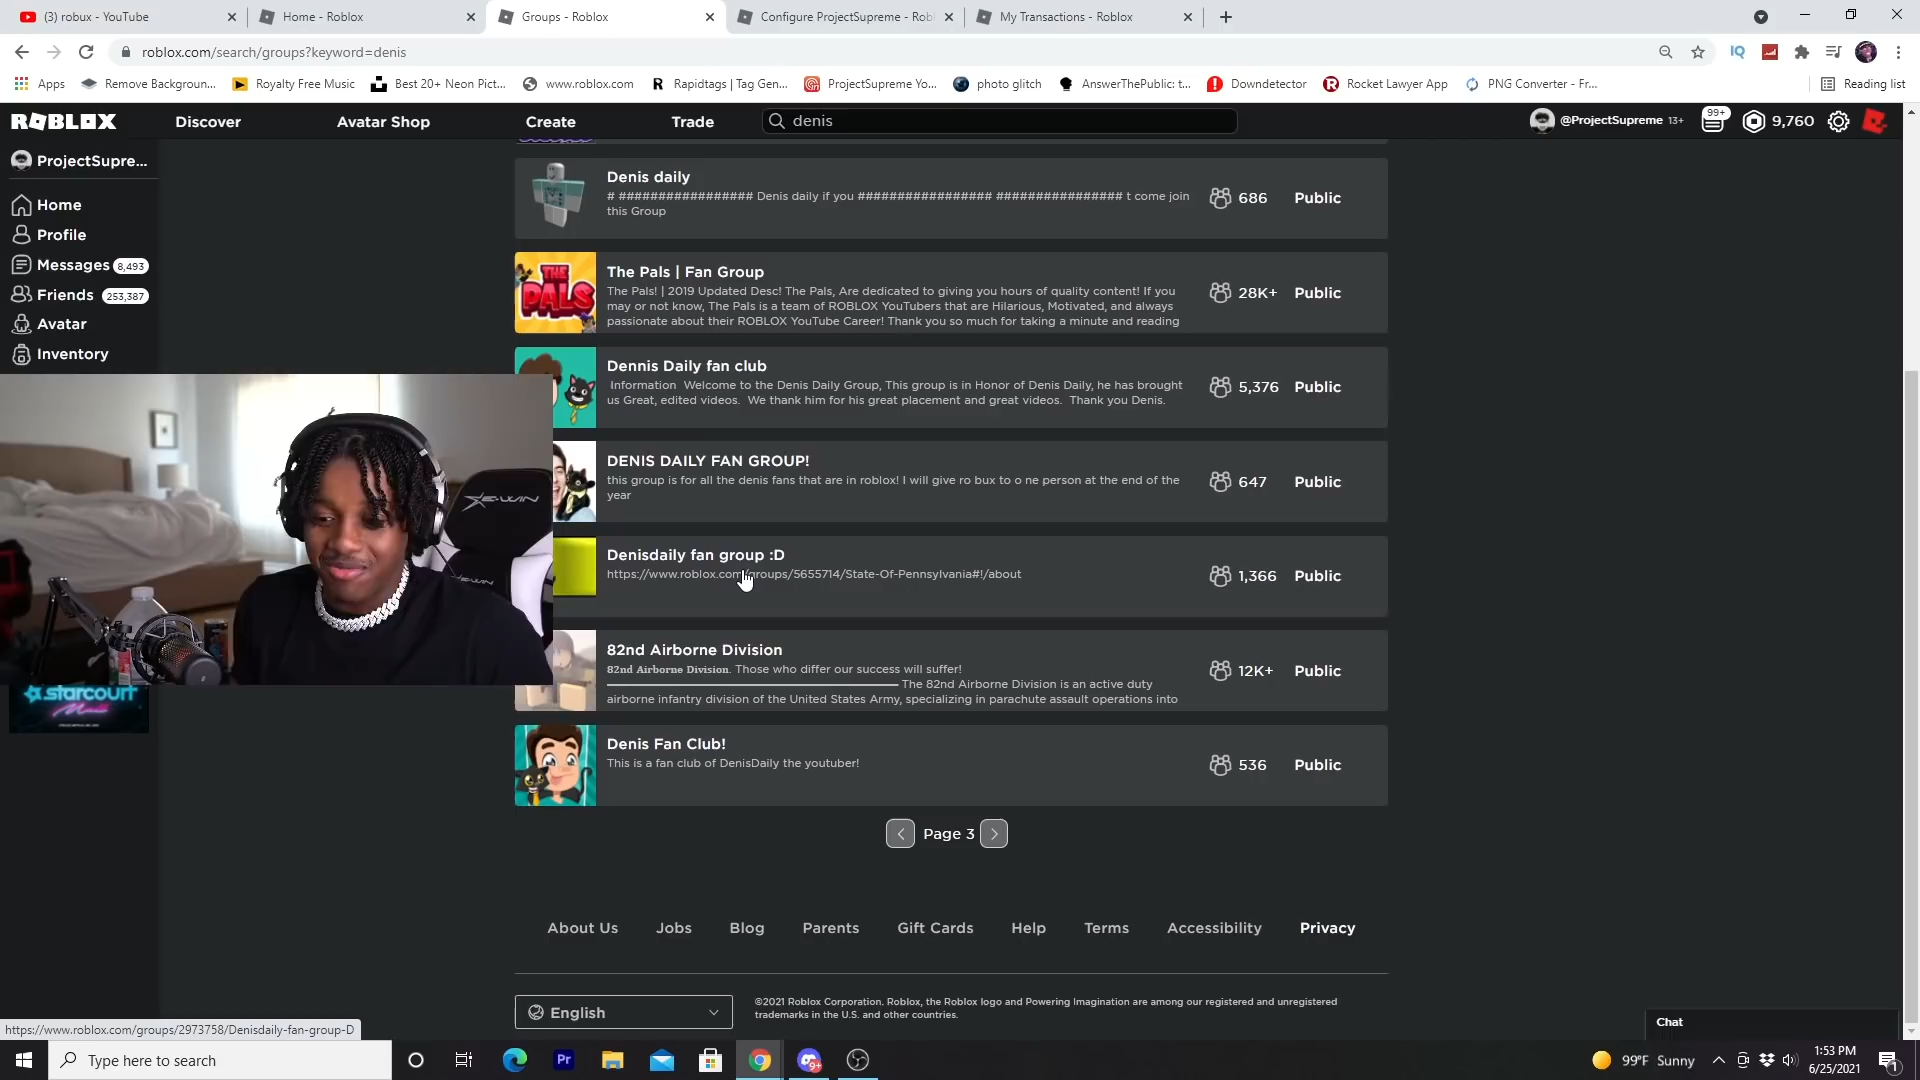 (3) robux - YouTube
Home - Roblox
Groups - Roblox
Configure ProjectSupreme - Rob
My Transactions - Roblox
roblox.com/search/groups?keyword=denis
Apps
Remove Backgroun...
Royalty Free Music
Best 20+ Neon Pict...
www.roblox.com
Rapidtags | Tag Gen...
ProjectSupreme Yo...
photo glitch
AnswerThePublic: t...
Downdetector
Rocket Lawyer App
PNG Converter - Fr...
Reading list
ROBLOX
Discover
Avatar Shop
Create
Trade
denis
@ProjectSupreme 13+
99+
9,760
ProjectSupre...
Home
Profile
Messages 8,493
Friends 253,387
Avatar
Inventory
Denis daily
# ################# Denis daily if you ################# ################ t come join
this Group
686
Public
The Pals | Fan Group
The Pals! | 2019 Updated Desc! The Pals, Are dedicated to giving you hours of quality content! If you
may or not know, The Pals is a team of ROBLOX YouTubers that are Hilarious, Motivated, and always
passionate about their ROBLOX YouTube Career! Thank you so much for taking a minute and reading
28K+
Public
THE
PALS
Dennis Daily fan club
Information Welcome to the Denis Daily Group, This group is in Honor of Denis Daily, he has brought
us Great, edited videos. We thank him for his great placement and great videos. Thank you Denis.
5,376
Public
DENIS DAILY FAN GROUP!
this group is for all the denis fans that are in roblox! I will give ro bux to o ne person at the end of the
year
647
Public
E-WIN
Denisdaily fan group :D
https://www.roblox.com/groups/5655714/State-Of-Pennsylvania#!/about
1,366
Public
82nd Airborne Division
82nd Airborne Division. Those who differ our success will suffer!
The 82nd Airborne Division is an active duty
airborne infantry division of the United States Army, specializing in parachute assault operations into
12K+
Public
starcourt
Mall
Denis Fan Club!
This is a fan club of DenisDaily the youtuber!
536
Public
Page 3
About Us
Jobs
Blog
Parents
Gift Cards
Help
Terms
Accessibility
Privacy
English
©2021 Roblox Corporation. Roblox, the Roblox logo and Powering Imagination are among our registered and unregistered
trademarks in the U.S. and other countries.
Chat
https://www.roblox.com/groups/2973758/Denisdaily-fan-group-D
Type here to search
Pr
9+
99°F Sunny
1:53 PM
6/25/2021
1